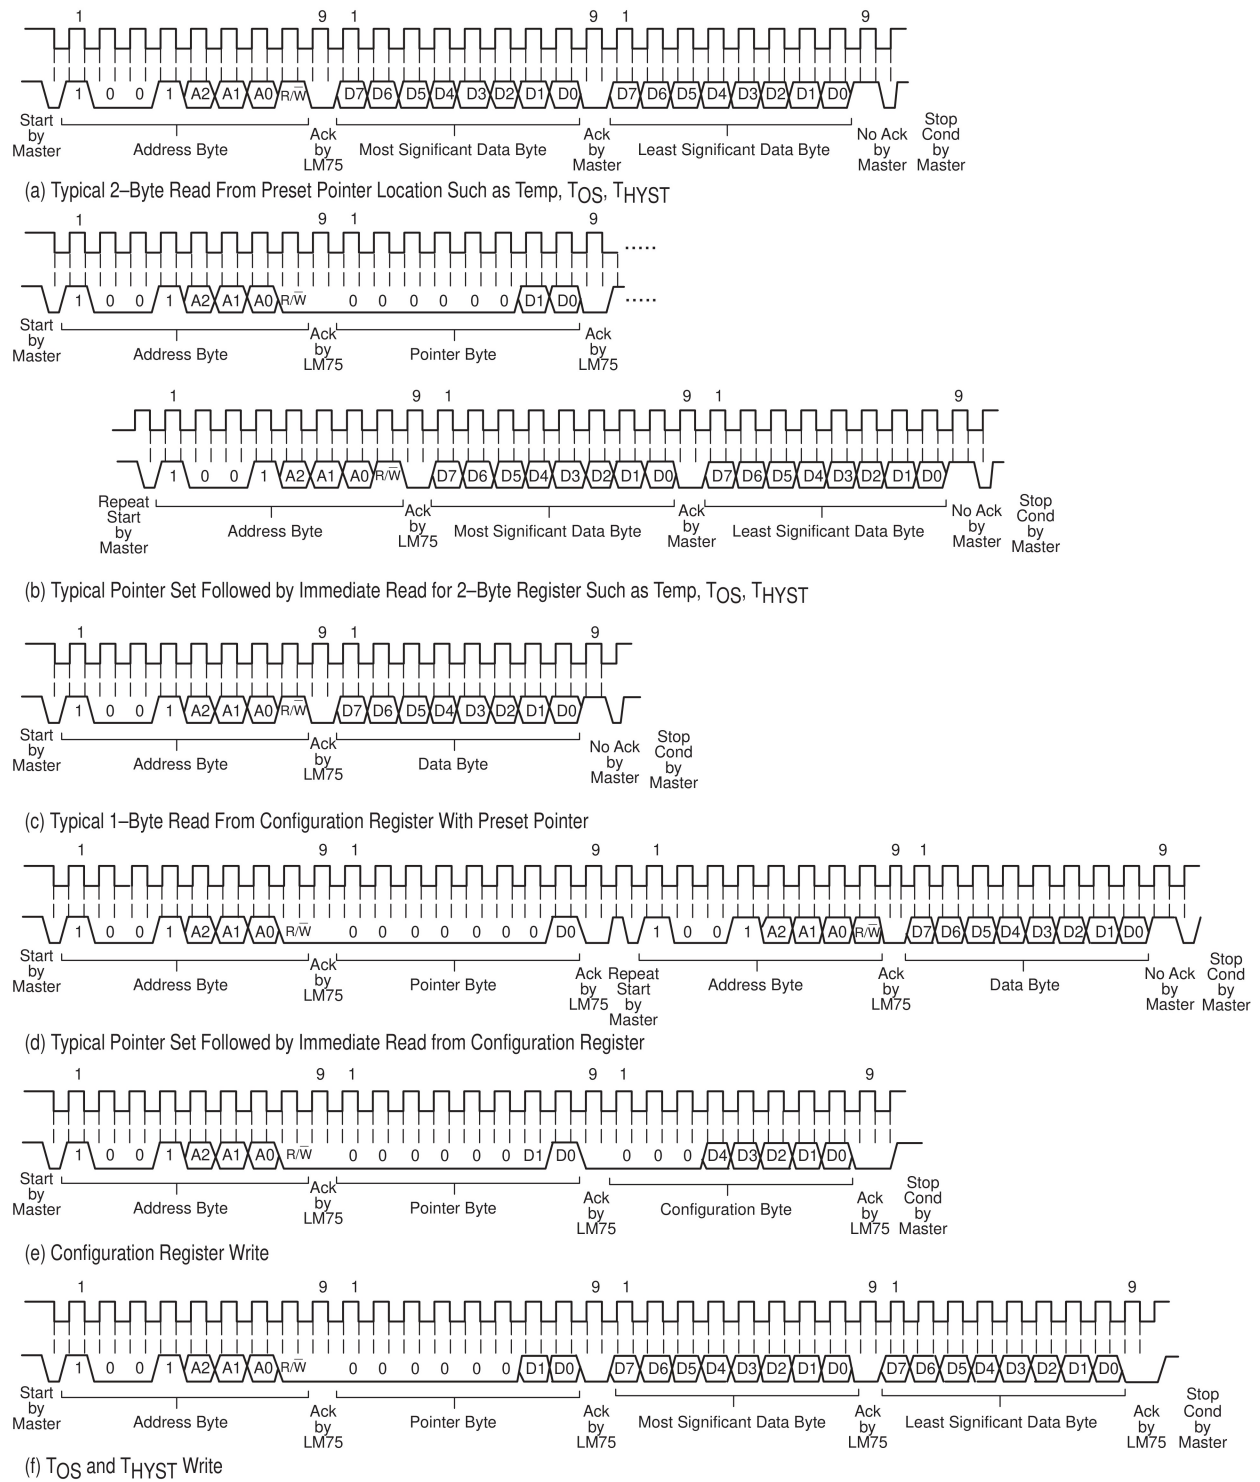 1 9 1 9 1 9
1 0 0 1 A2 A1 A0 R/W̅ D7 D6 D5 D4 D3 D2 D1 D0 D7 D6 D5 D4 D3 D2 D1 D0
Start by Master
Address Byte
Ack by LM75
Most Significant Data Byte
Ack by Master
Least Significant Data Byte
No Ack by Master
Stop Cond by Master
(a) Typical 2–Byte Read From Preset Pointer Location Such as Temp, TOS, THYST
1 9 1 9
.....
1 0 0 1 A2 A1 A0 R/W̅ 0 0 0 0 0 0 D1 D0
.....
Start by Master
Address Byte
Ack by LM75
Pointer Byte
Ack by LM75
1 9 1 9 1 9
1 0 0 1 A2 A1 A0 R/W̅ D7 D6 D5 D4 D3 D2 D1 D0 D7 D6 D5 D4 D3 D2 D1 D0
Repeat Start by Master
Address Byte
Ack by LM75
Most Significant Data Byte
Ack by Master
Least Significant Data Byte
No Ack by Master
Stop Cond by Master
(b) Typical Pointer Set Followed by Immediate Read for 2–Byte Register Such as Temp, TOS, THYST
1 9 1 9
1 0 0 1 A2 A1 A0 R/W̅ D7 D6 D5 D4 D3 D2 D1 D0
Start by Master
Address Byte
Ack by LM75
Data Byte
No Ack by Master
Stop Cond by Master
(c) Typical 1–Byte Read From Configuration Register With Preset Pointer
1 9 1 9 1 9 1 9
1 0 0 1 A2 A1 A0 R/W̅ 0 0 0 0 0 0 0 D0 1 0 0 1 A2 A1 A0 R/W̅ D7 D6 D5 D4 D3 D2 D1 D0
Start by Master
Address Byte
Ack by LM75
Pointer Byte
Ack by LM75
Repeat Start by Master
Address Byte
Ack by LM75
Data Byte
No Ack by Master
Stop Cond by Master
(d) Typical Pointer Set Followed by Immediate Read from Configuration Register
1 9 1 9 1 9
1 0 0 1 A2 A1 A0 R/W̅ 0 0 0 0 0 0 D1 D0 0 0 0 D4 D3 D2 D1 D0
Start by Master
Address Byte
Ack by LM75
Pointer Byte
Ack by LM75
Configuration Byte
Ack by LM75
Stop Cond by Master
(e) Configuration Register Write
1 9 1 9 1 9 1 9
1 0 0 1 A2 A1 A0 R/W̅ 0 0 0 0 0 0 D1 D0 D7 D6 D5 D4 D3 D2 D1 D0 D7 D6 D5 D4 D3 D2 D1 D0
Start by Master
Address Byte
Ack by LM75
Pointer Byte
Ack by LM75
Most Significant Data Byte
Ack by LM75
Least Significant Data Byte
Ack by LM75
Stop Cond by Master
(f) TOS and THYST Write